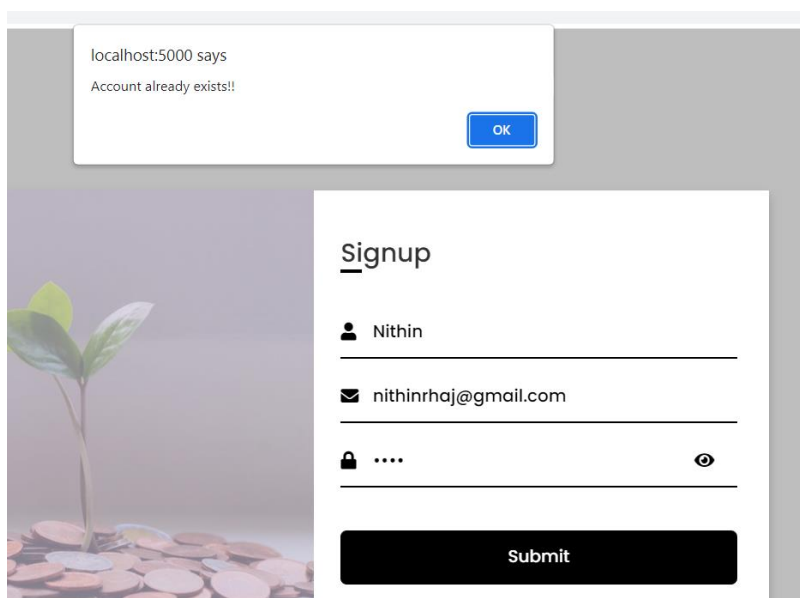 localhost:5000 says
Account already exists!!
OK
Signup
Nithin
nithinrhaj@gmail.com
••••
Submit